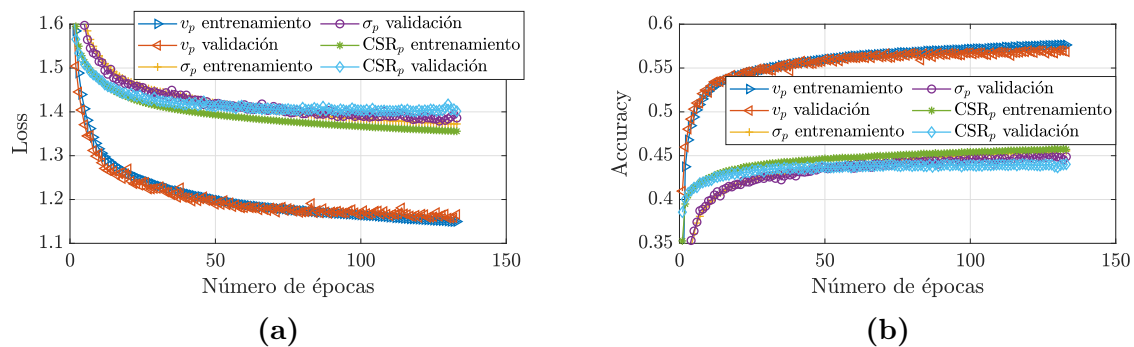 1.6
1.5
1.4
1.3
1.2
1.1
Loss
0
50
100
150
Número de épocas
v_p entrenamiento
v_p validación
σ_p entrenamiento
σ_p validación
CSR_p entrenamiento
CSR_p validación
(a)
0.6
0.55
0.5
0.45
0.4
0.35
Accuracy
0
50
100
150
Número de épocas
v_p entrenamiento
v_p validación
σ_p entrenamiento
σ_p validación
CSR_p entrenamiento
CSR_p validación
(b)